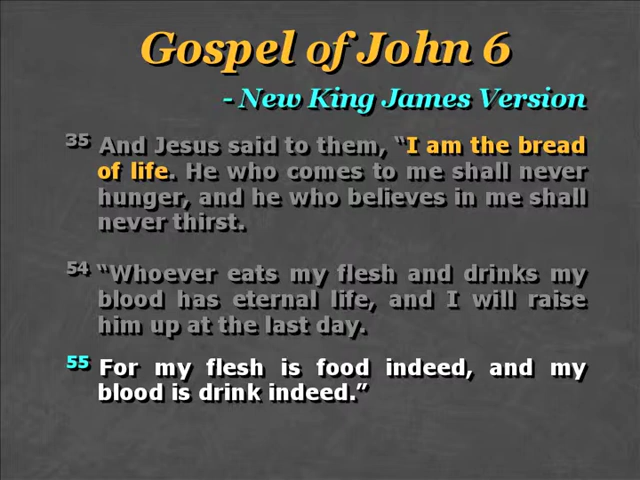 Gospel of John 6
- New King James Version
35 And Jesus said to them, “I am the bread
of life. He who comes to me shall never
hunger, and he who believes in me shall
never thirst.
54 “Whoever eats my flesh and drinks my
blood has eternal life, and I will raise
him up at the last day.
55 For my flesh is food indeed, and my
blood is drink indeed.”